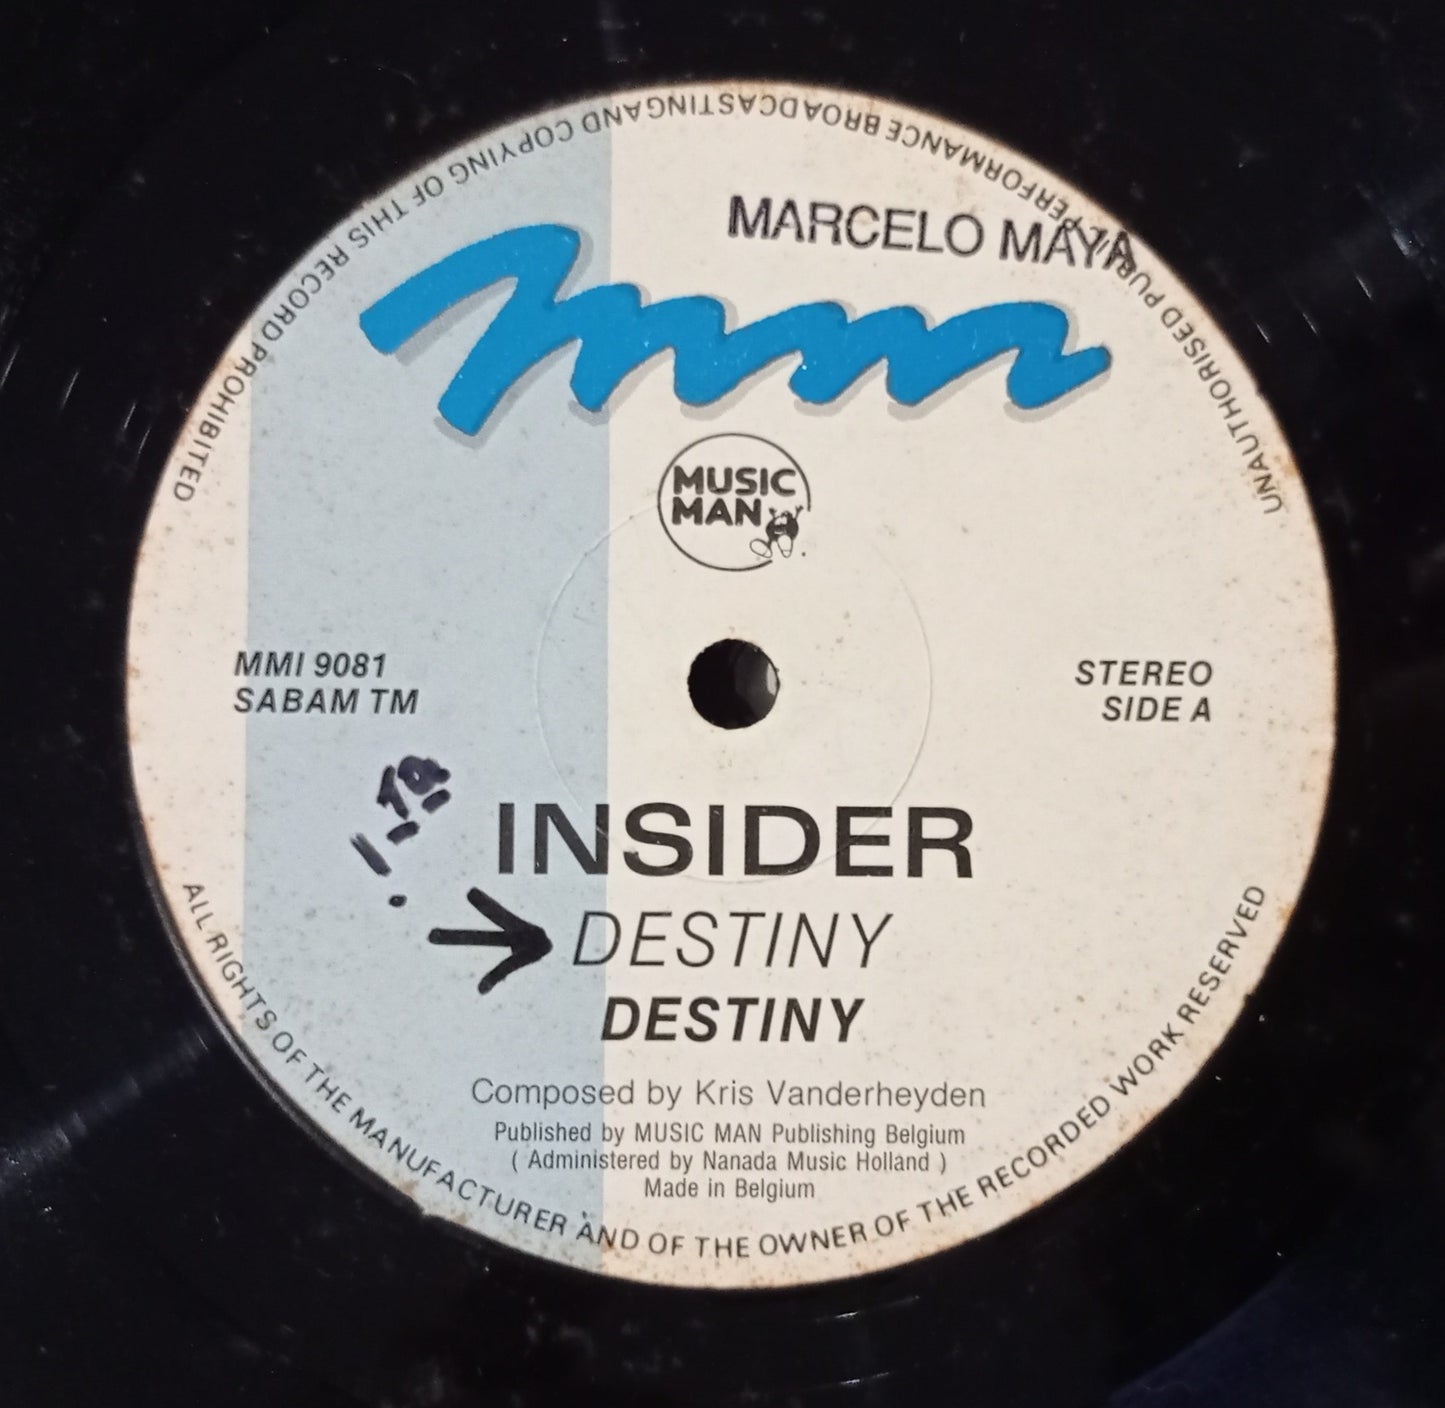 UNAUTHORISED PUBLIC PERFORMANCE BROADCASTING AND COPYING OF THIS RECORD PROHIBITED
MARCELO MAYA
MUSIC
MAN
MMI 9081
SABAM TM
STEREO
SIDE A
INSIDER
DESTINY
DESTINY
Composed by Kris Vanderheyden
Published by MUSIC MAN Publishing Belgium
( Administered by Nanada Music Holland )
Made in Belgium
ALL RIGHTS OF THE MANUFACTURER AND OF THE OWNER OF THE RECORDED WORK RESERVED